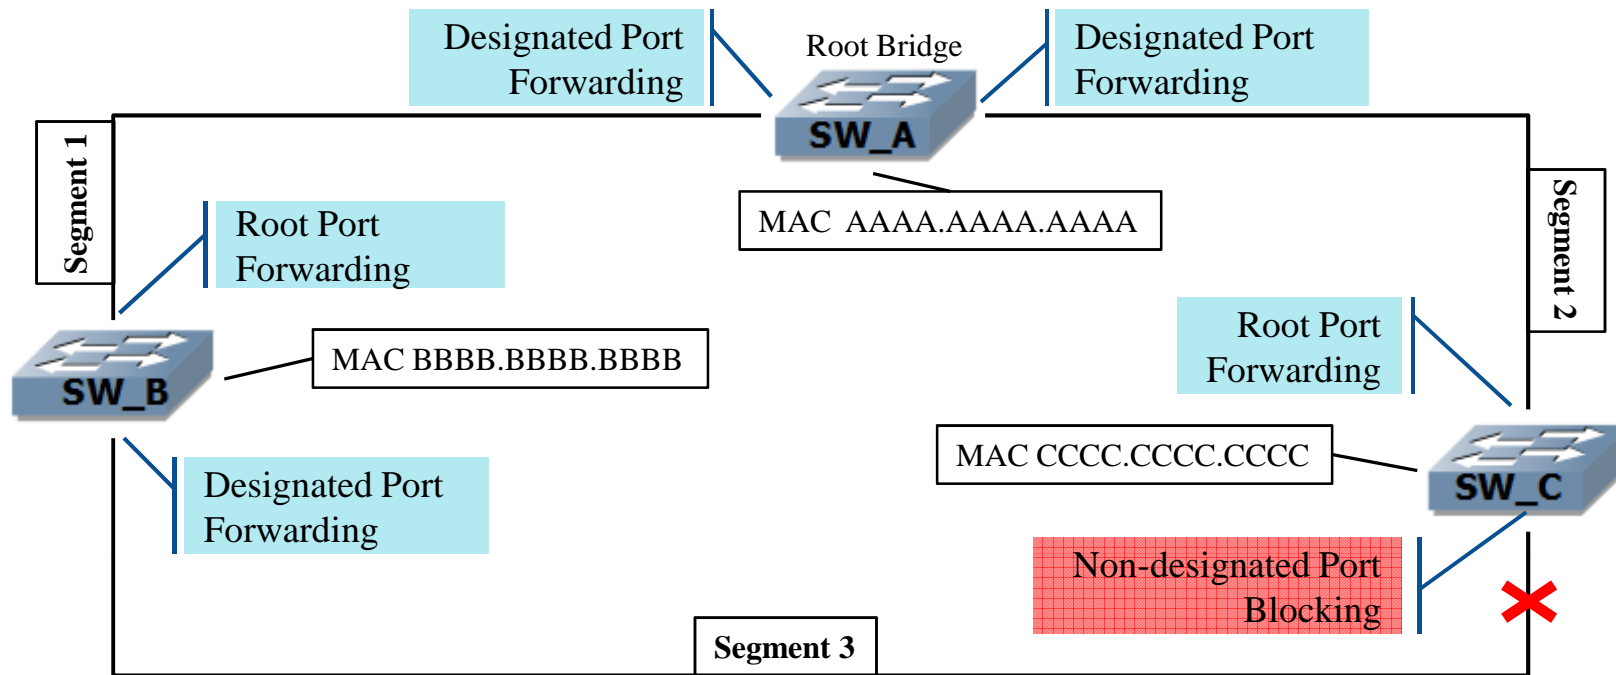 Designated Port
Forwarding
Root Bridge
Designated Port
Forwarding
SW_A
Segment 1
MAC  AAAA.AAAA.AAAA
Segment 2
Root Port
Forwarding
SW_B
MAC BBBB.BBBB.BBBB
Root Port
Forwarding
MAC CCCC.CCCC.CCCC
SW_C
Designated Port
Forwarding
Non-designated Port
Blocking
Segment 3